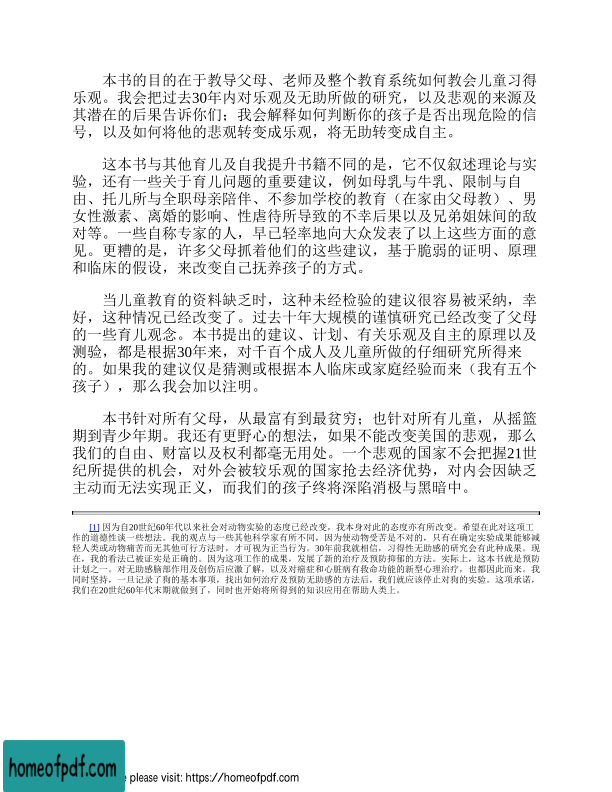 本书的目的在于教导父母、老师及整个教育系统如何教会儿童习得
乐观。我会把过去30年内对乐观及无助所做的研究，以及悲观的来源及
其潜在的后果告诉你们；我会解释如何判断你的孩子是否出现危险的信
号，以及如何将他的悲观转变成乐观，将无助转变成自主。
这本书与其他育儿及自我提升书籍不同的是，它不仅叙述理论与实
验，还有一些关于育儿问题的重要建议，例如母乳与牛乳、限制与自
由、托儿所与全职母亲陪伴、不参加学校的教育（在家由父母教）、男
女性激素、离婚的影响、性虐待所导致的不幸后果以及兄弟姐妹间的敌
对等。一些自称专家的人，早已轻率地向大众发表了以上这些方面的意
见。更糟的是，许多父母抓着他们的这些建议，基于脆弱的证明、原理
和临床的假设，来改变自己抚养孩子的方式。
当儿童教育的资料缺乏时，这种未经检验的建议很容易被采纳，幸
好，这种情况已经改变了。过去十年大规模的谨慎研究已经改变了父母
的一些育儿观念。本书提出的建议、计划、有关乐观及自主的原理以及
测验，都是根据30年来，对千百个成人及儿童所做的仔细研究所得来
的。如果我的建议仅是猜测或根据本人临床或家庭经验而来（我有五个
孩子），那么我会加以注明。
本书针对所有父母，从最富有到最贫穷；也针对所有儿童，从摇篮
期到青少年期。我还有更野心的想法，如果不能改变美国的悲观，那么
我们的自由、财富以及权利都毫无用处。一个悲观的国家不会把握21世
纪所提供的机会，对外会被较乐观的国家抢去经济优势，对内会因缺乏
主动而无法实现正义，而我们的孩子终将深陷消极与黑暗中。
[1] 因为自20世纪60年代以来社会对动物实验的态度已经改变，我本身对此的态度亦有所改变。希望在此对这项工
作的道德性谈一些想法。我的观点与一些其他科学家有所不同，因为使动物受苦是不对的，只有在确定实验成果能够减
轻人类或动物痛苦而无其他可行方法时，才可视为正当行为。30年前我就相信，习得性无助感的研究会有此种成果。现
在，我的看法已被证实是正确的。因为这项工作的成果，发展了新的治疗及预防抑郁的方法。实际上，这本书就是预防
计划之一。对无助感脑部作用及创伤后应激了解，以及对癌症和心脏病有救命功能的新型心理治疗，也都因此而来。我
同时坚持，一旦记录了狗的基本事项，找出如何治疗及预防无助感的方法后，我们就应该停止对狗的实验。这项承诺，
我们在20世纪60年代末期就做到了，同时也开始将所得到的知识应用在帮助人类上。
homeofpdf.com
e please visit: https://homeofpdf.com